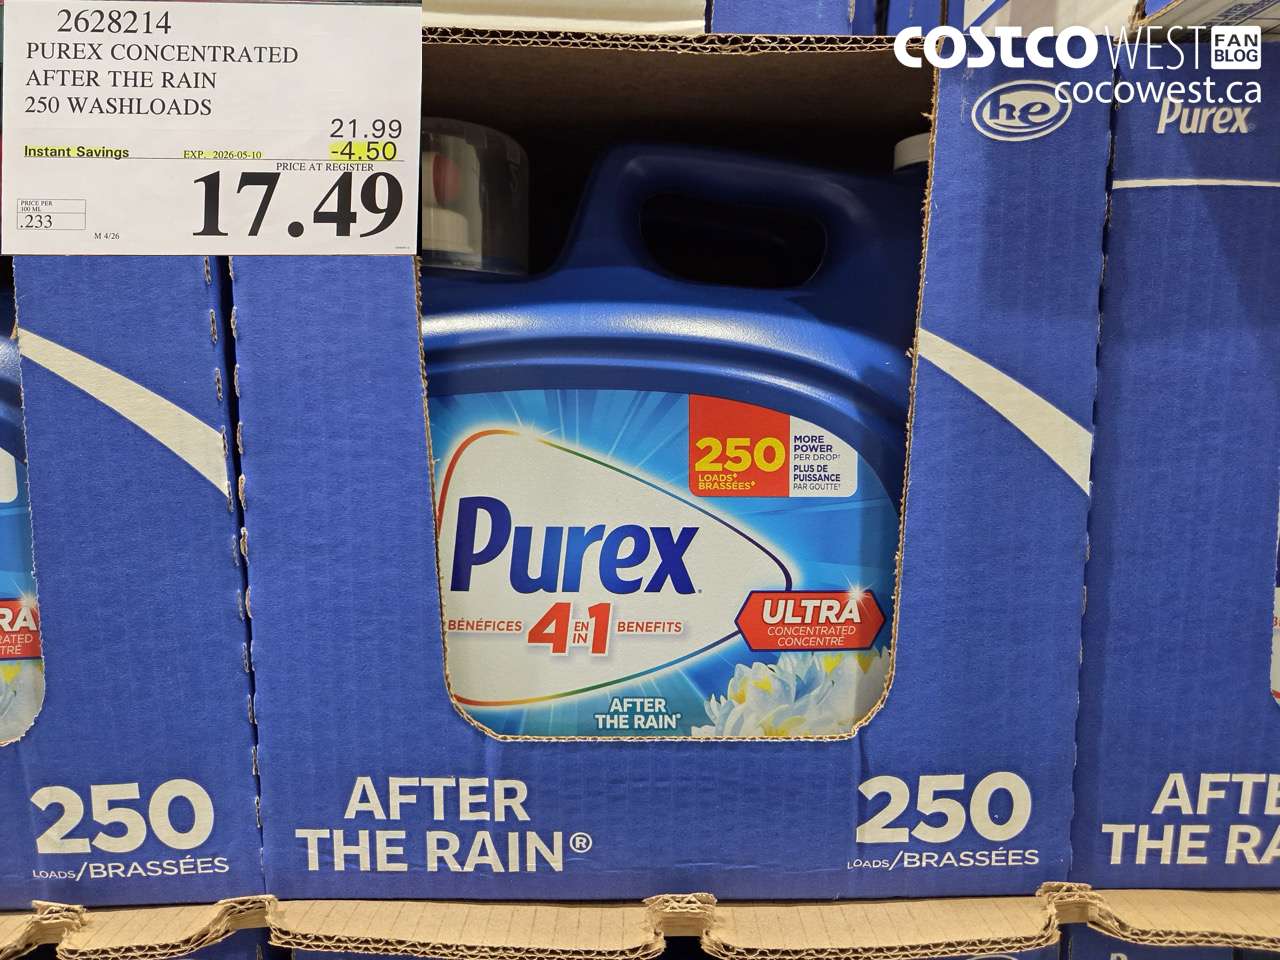 2628214
PUREX CONCENTRATED
AFTER THE RAIN
250 WASHLOADS
21.99
Instant Savings EXP. 2026-05-10 -4.50
PRICE AT REGISTER
17.49
PRICE PER
100 ML
.233
M 4/26
COSTCO WEST FAN BLOG
cocowest.ca
he
Purex
250
LOADS*
BRASSÉES*
MORE
POWER
PER DROP†
PLUS DE
PUISSANCE
PAR GOUTTE†
Purex
BÉNÉFICES 4 EN IN 1 BENEFITS
ULTRA
CONCENTRATED
CONCENTRÉ
AFTER
THE RAIN®
RA
ATED
TRÉ
250
LOADS/BRASSÉES
AFTER
THE RAIN®
250
LOADS/BRASSÉES
AFTE
THE RA